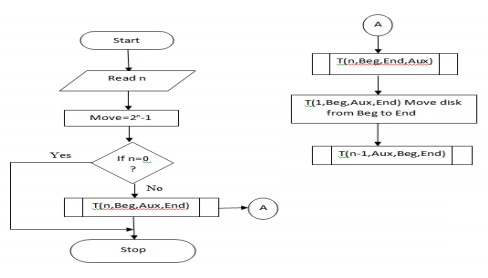 Start
Read n
Move=2ⁿ-1
Yes
If n=0
?
No
T(n,Beg,Aux,End)
A
Stop
A
T(n,Beg,End,Aux)
T(1,Beg,Aux,End) Move disk
from Beg to End
T(n-1,Aux,Beg,End)